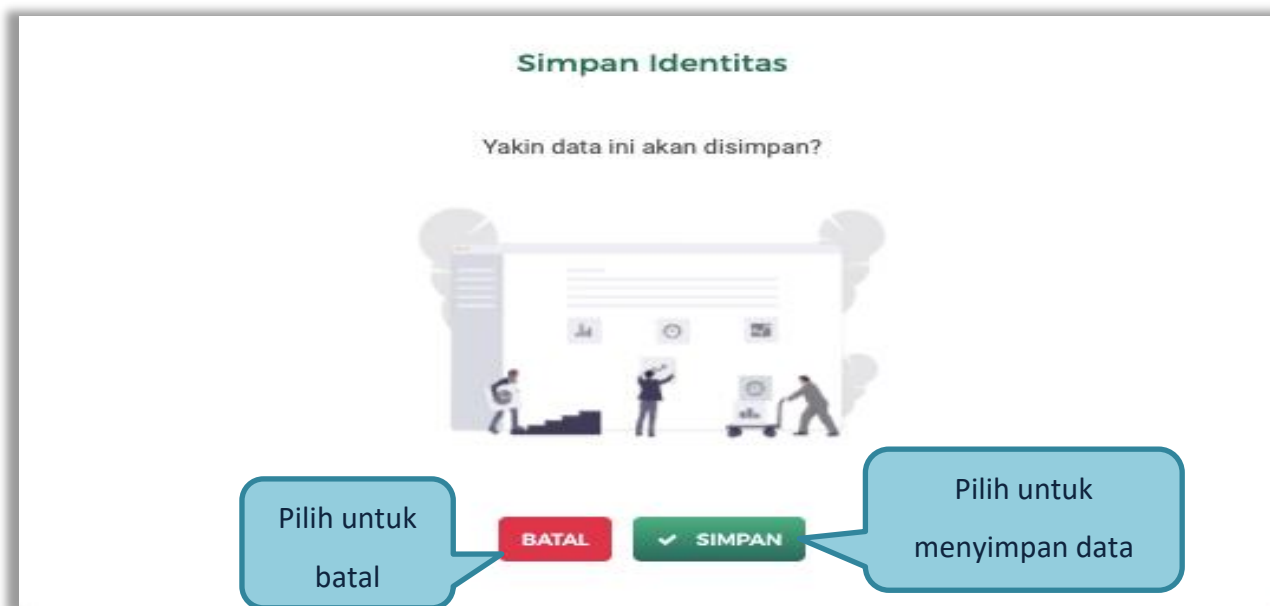 Simpan Identitas
Yakin data ini akan disimpan?
Pilih untuk
batal
BATAL
SIMPAN
Pilih untuk
menyimpan data